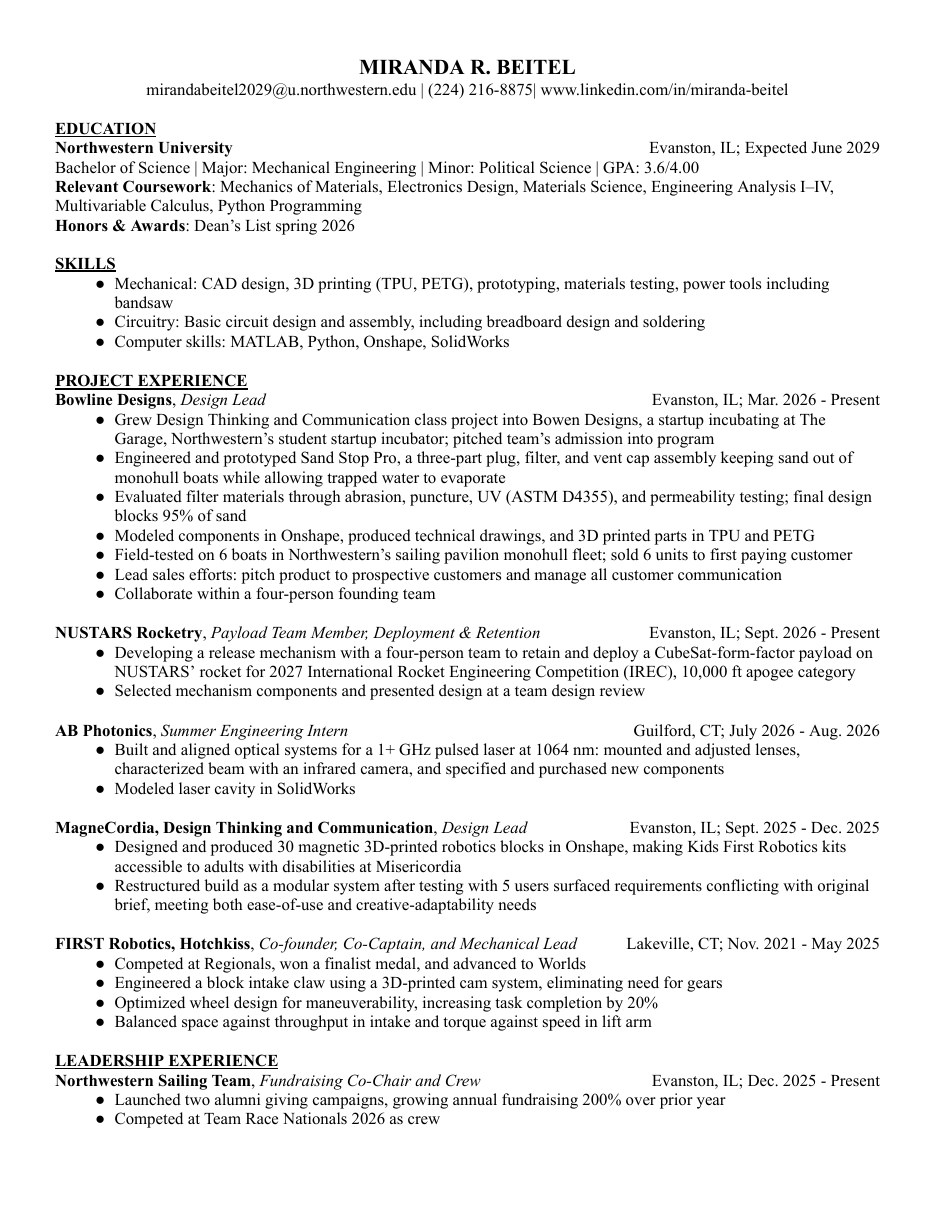 MIRANDA R. BEITEL
mirandabeitel2029@u.northwestern.edu | (224) 216-8875| www.linkedin.com/in/miranda-beitel
EDUCATION
Northwestern University Evanston, IL; Expected June 2029
Bachelor of Science | Major: Mechanical Engineering | Minor: Political Science | GPA: 3.6/4.00
Relevant Coursework: Mechanics of Materials, Electronics Design, Materials Science, Engineering Analysis I–IV,
Multivariable Calculus, Python Programming
Honors & Awards: Dean’s List spring 2026
SKILLS
● Mechanical: CAD design, 3D printing (TPU, PETG), prototyping, materials testing, power tools including
bandsaw
● Circuitry: Basic circuit design and assembly, including breadboard design and soldering
● Computer skills: MATLAB, Python, Onshape, SolidWorks
PROJECT EXPERIENCE
Bowline Designs, Design Lead Evanston, IL; Mar. 2026 - Present
● Grew Design Thinking and Communication class project into Bowen Designs, a startup incubating at The
Garage, Northwestern’s student startup incubator; pitched team’s admission into program
● Engineered and prototyped Sand Stop Pro, a three-part plug, filter, and vent cap assembly keeping sand out of
monohull boats while allowing trapped water to evaporate
● Evaluated filter materials through abrasion, puncture, UV (ASTM D4355), and permeability testing; final design
blocks 95% of sand
● Modeled components in Onshape, produced technical drawings, and 3D printed parts in TPU and PETG
● Field-tested on 6 boats in Northwestern’s sailing pavilion monohull fleet; sold 6 units to first paying customer
● Lead sales efforts: pitch product to prospective customers and manage all customer communication
● Collaborate within a four-person founding team
NUSTARS Rocketry, Payload Team Member, Deployment & Retention Evanston, IL; Sept. 2026 - Present
● Developing a release mechanism with a four-person team to retain and deploy a CubeSat-form-factor payload on
NUSTARS’ rocket for 2027 International Rocket Engineering Competition (IREC), 10,000 ft apogee category
● Selected mechanism components and presented design at a team design review
AB Photonics, Summer Engineering Intern Guilford, CT; July 2026 - Aug. 2026
● Built and aligned optical systems for a 1+ GHz pulsed laser at 1064 nm: mounted and adjusted lenses,
characterized beam with an infrared camera, and specified and purchased new components
● Modeled laser cavity in SolidWorks
MagneCordia, Design Thinking and Communication, Design Lead Evanston, IL; Sept. 2025 - Dec. 2025
● Designed and produced 30 magnetic 3D-printed robotics blocks in Onshape, making Kids First Robotics kits
accessible to adults with disabilities at Misericordia
● Restructured build as a modular system after testing with 5 users surfaced requirements conflicting with original
brief, meeting both ease-of-use and creative-adaptability needs
FIRST Robotics, Hotchkiss, Co-founder, Co-Captain, and Mechanical Lead Lakeville, CT; Nov. 2021 - May 2025
● Competed at Regionals, won a finalist medal, and advanced to Worlds
● Engineered a block intake claw using a 3D-printed cam system, eliminating need for gears
● Optimized wheel design for maneuverability, increasing task completion by 20%
● Balanced space against throughput in intake and torque against speed in lift arm
LEADERSHIP EXPERIENCE
Northwestern Sailing Team, Fundraising Co-Chair and Crew Evanston, IL; Dec. 2025 - Present
● Launched two alumni giving campaigns, growing annual fundraising 200% over prior year
● Competed at Team Race Nationals 2026 as crew